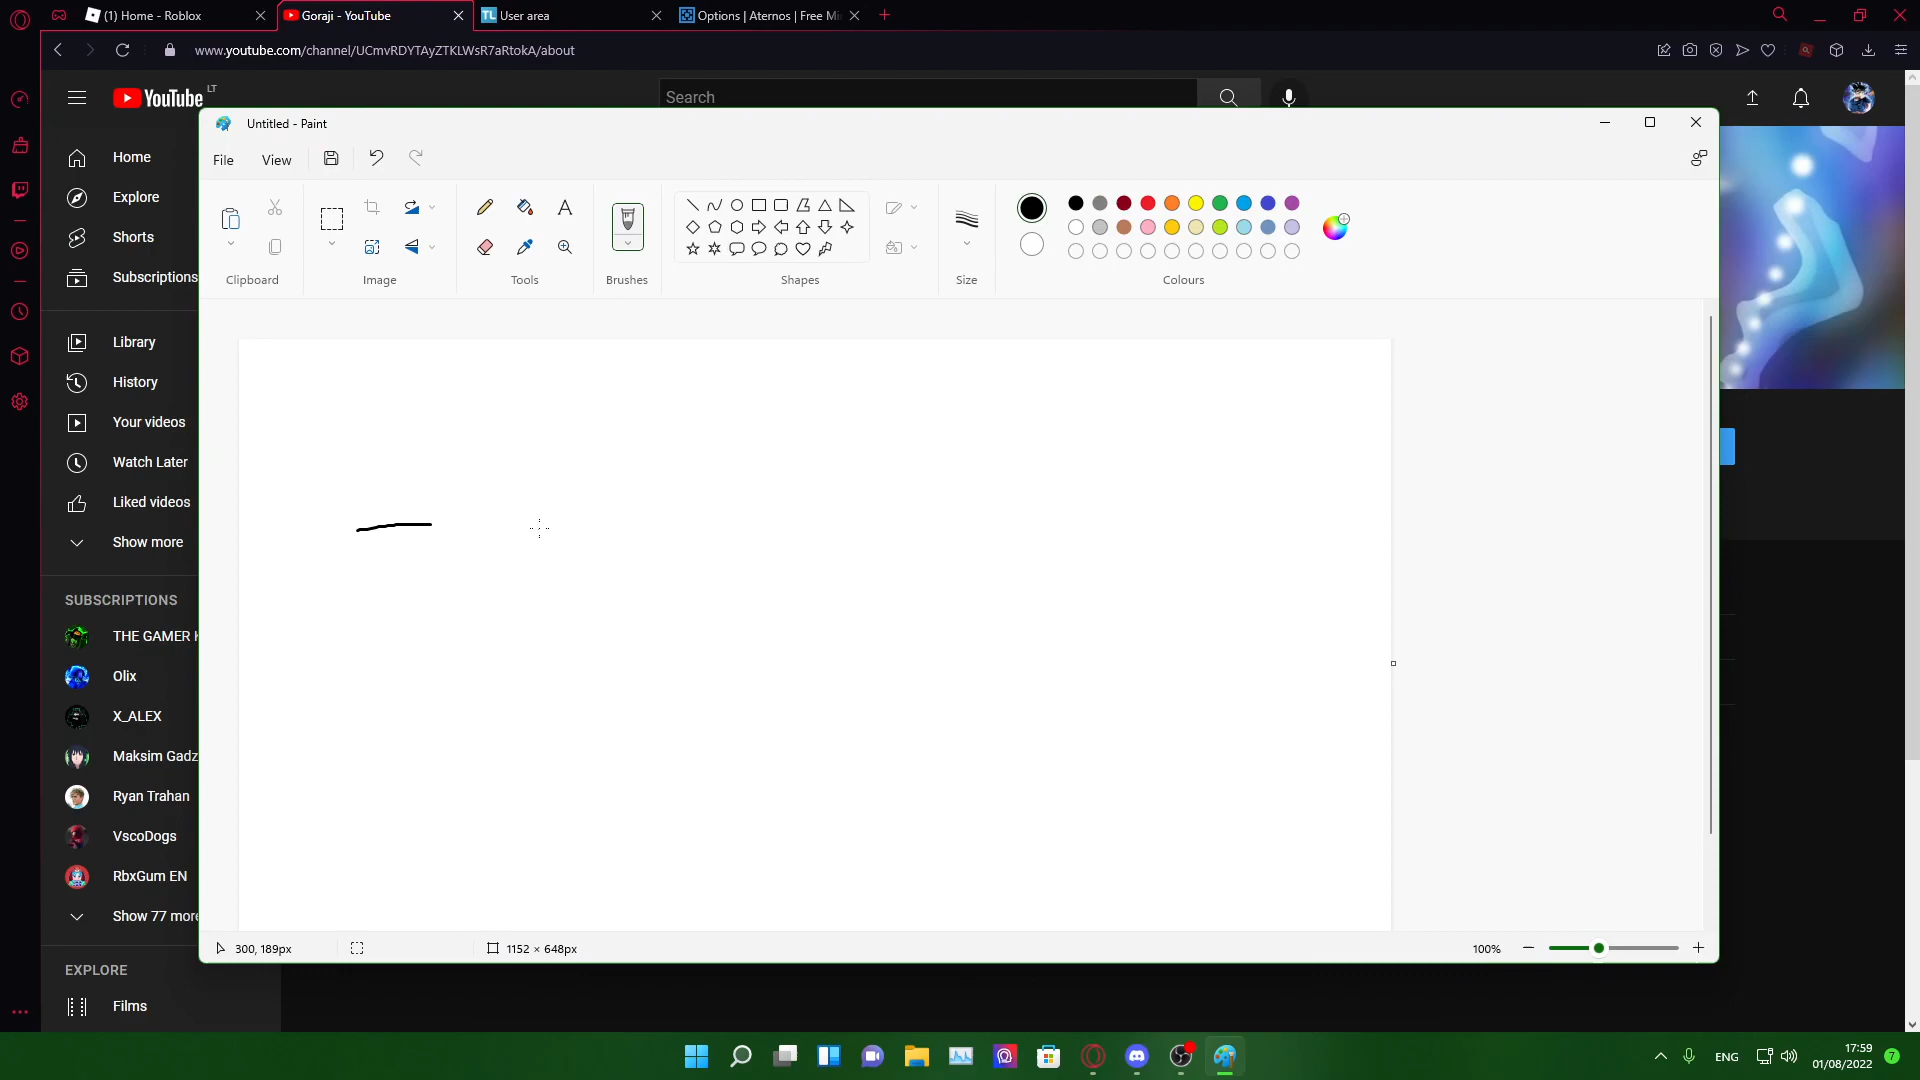 (1) Home - Roblox
Goraji - YouTube
User area
Options | Aternos | Free Mi
www.youtube.com/channel/UCmvRDYTAyZTKLWsR7aRtokA/about
YouTube LT
Search
Home
Explore
Shorts
Subscriptions
Library
History
Your videos
Watch Later
Liked videos
Show more
SUBSCRIPTIONS
THE GAMER
Olix
X_ALEX
Maksim Gadz
Ryan Trahan
VscoDogs
RbxGum EN
Show 77 more
EXPLORE
Films
Untitled - Paint
File
View
Clipboard
Image
Tools
Brushes
Shapes
Size
Colours
300, 189px
1152 × 648px
100%
ENG
17:59
01/08/2022
7